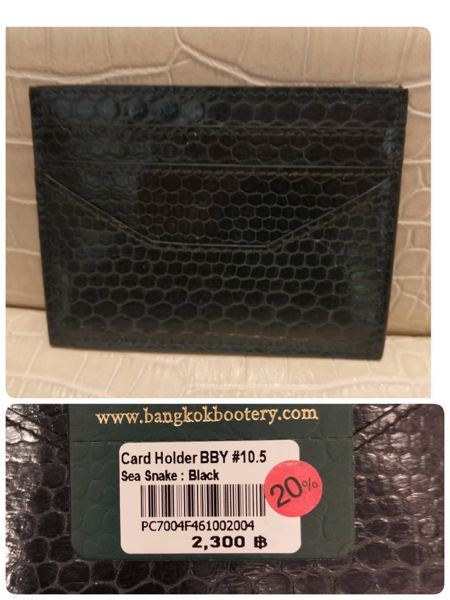 www.bangkokbootery.com
Card Holder BBY #10.5
Sea Snake : Black
20%
PC7004F461002004
2,300 ฿